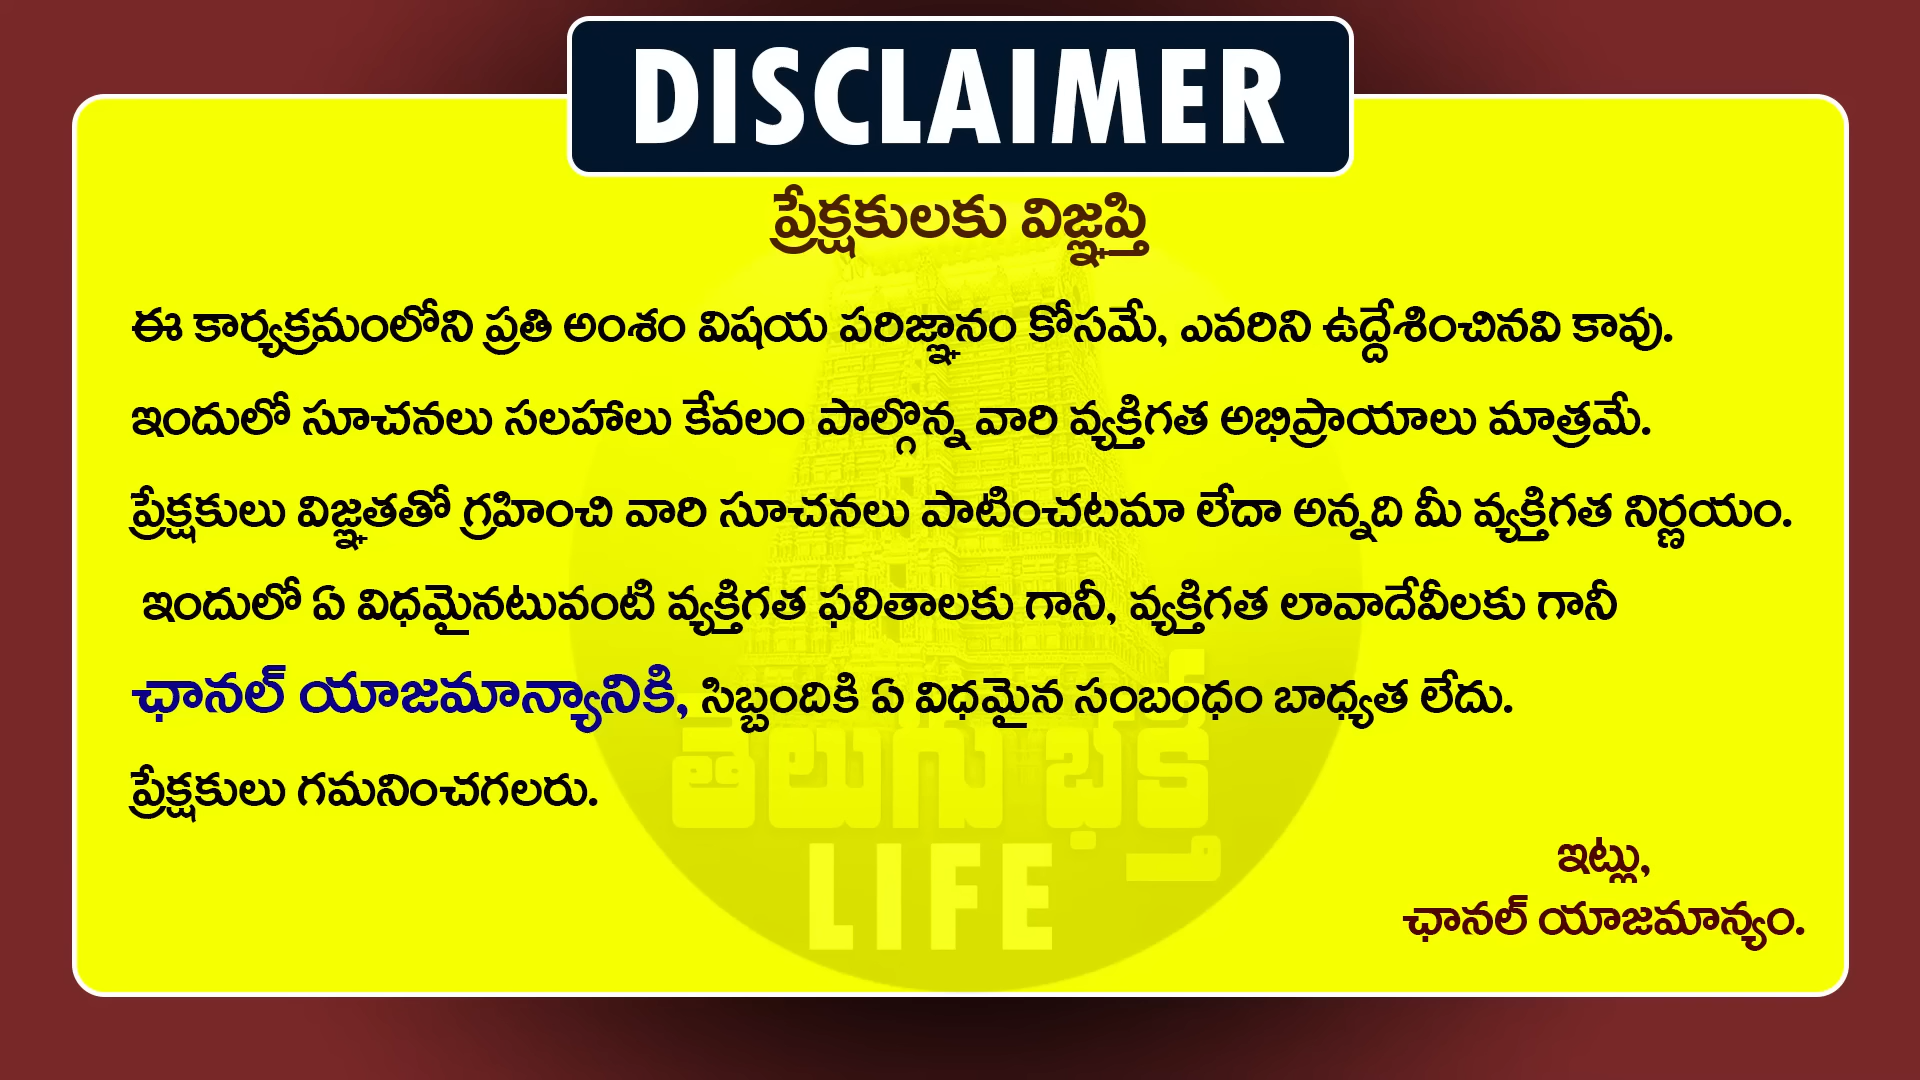 DISCLAIMER
ప్రేక్షకులకు విజ్ఞప్తి
ఈ కార్యక్రమంలోని ప్రతి అంశం విషయ పరిజ్ఞానం కోసమే, ఎవరిని ఉద్దేశించినవి కావు.
ఇందులో సూచనలు సలహాలు కేవలం పాల్గొన్న వారి వ్యక్తిగత అభిప్రాయాలు మాత్రమే.
ప్రేక్షకులు విజ్ఞతతో గ్రహించి వారి సూచనలు పాటించటమా లేదా అన్నది మీ వ్యక్తిగత నిర్ణయం.
ఇందులో ఏ విధమైనటువంటి వ్యక్తిగత ఫలితాలకు గానీ, వ్యక్తిగత లావాదేవీలకు గానీ
ఛానల్ యాజమాన్యానికి, సిబ్బందికి ఏ విధమైన సంబంధం బాధ్యత లేదు.
ప్రేక్షకులు గమనించగలరు.
తెలుగు భక్తి
LIFE
ఇట్లు,
ఛానల్ యాజమాన్యం.